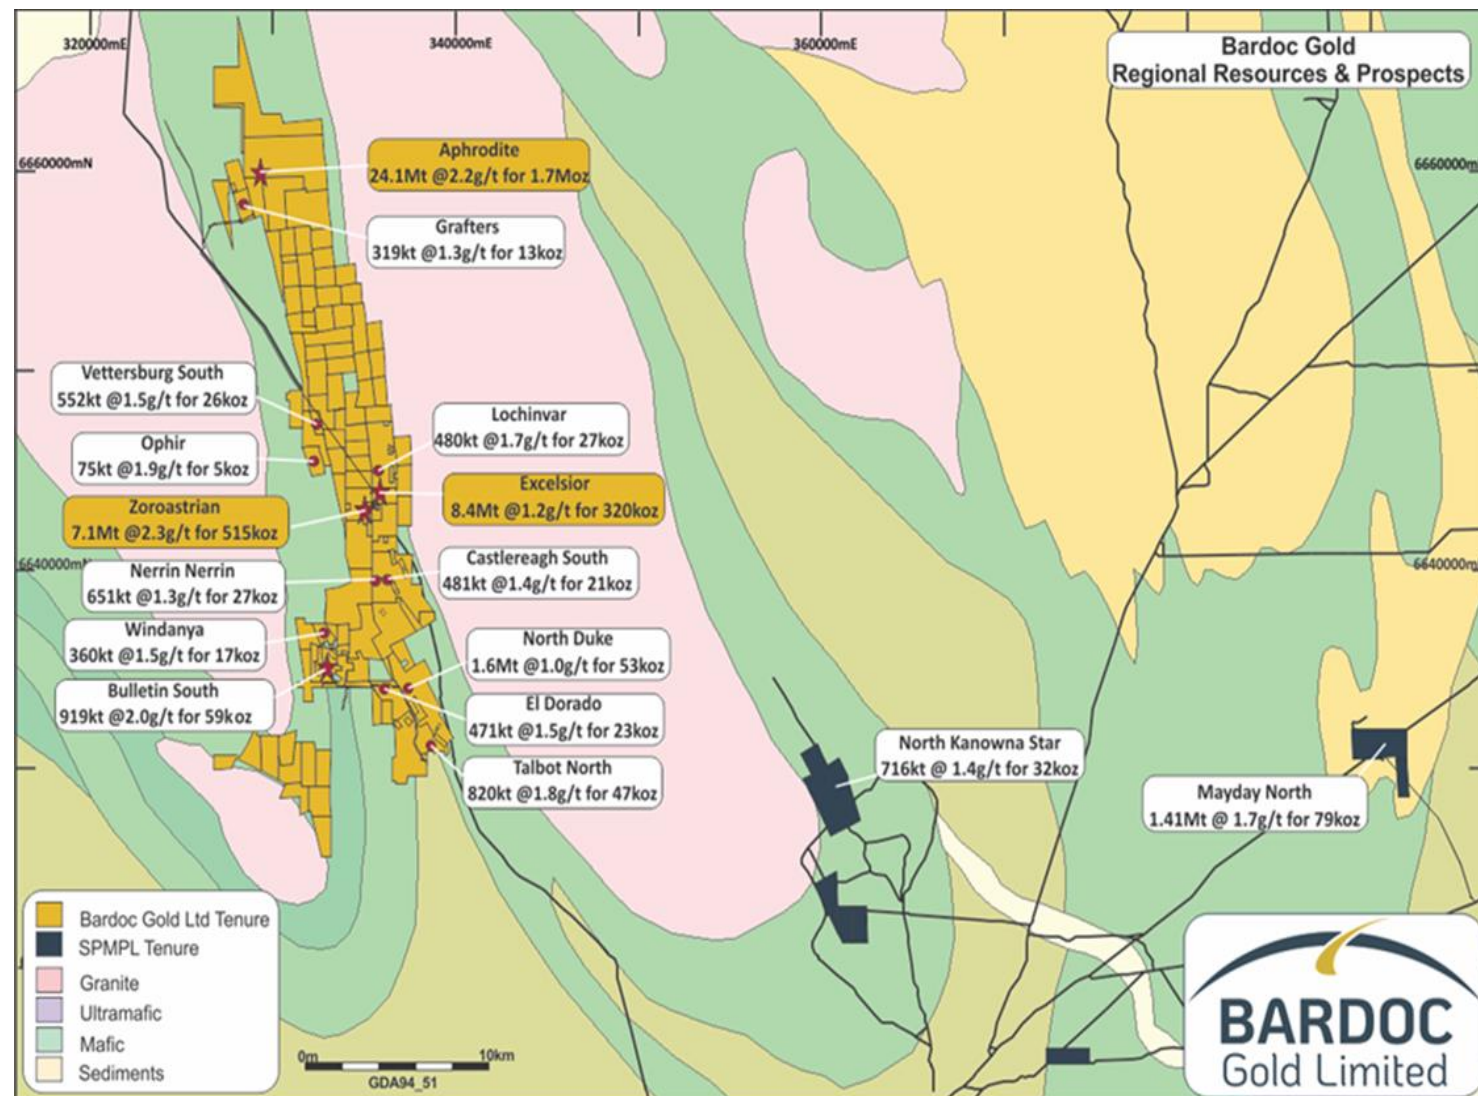 320000mE
340000mE
360000mE
Bardoc Gold
Regional Resources & Prospects
6660000mN
6660000m
Aphrodite
24.1Mt @2.2g/t for 1.7Moz
Grafters
319kt @1.3g/t for 13koz
Vettersburg South
552kt @1.5g/t for 26koz
Lochinvar
480kt @1.7g/t for 27koz
Ophir
75kt @1.9g/t for 5koz
Excelsior
8.4Mt @1.2g/t for 320koz
Zoroastrian
7.1Mt @2.3g/t for 515koz
6640000mN
6640000m
Castlereagh South
481kt @1.4g/t for 21koz
Nerrin Nerrin
651kt @1.3g/t for 27koz
Windanya
360kt @1.5g/t for 17koz
North Duke
1.6Mt @1.0g/t for 53koz
Bulletin South
919kt @2.0g/t for 59koz
El Dorado
471kt @1.5g/t for 23koz
Talbot North
820kt @1.8g/t for 47koz
North Kanowna Star
716kt @ 1.4g/t for 32koz
Mayday North
1.41Mt @ 1.7g/t for 79koz
Bardoc Gold Ltd Tenure
SPMPL Tenure
Granite
Ultramafic
Mafic
Sediments
0m
10km
GDA94_51
BARDOC
Gold Limited